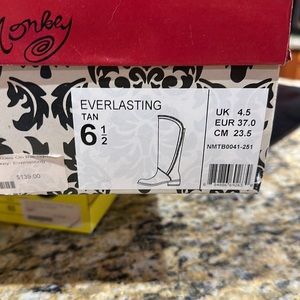 Monkey
EVERLASTING
TAN
6 1/2
UK 4.5
EUR 37.0
CM 23.5
NMTB0041-251
$139.00